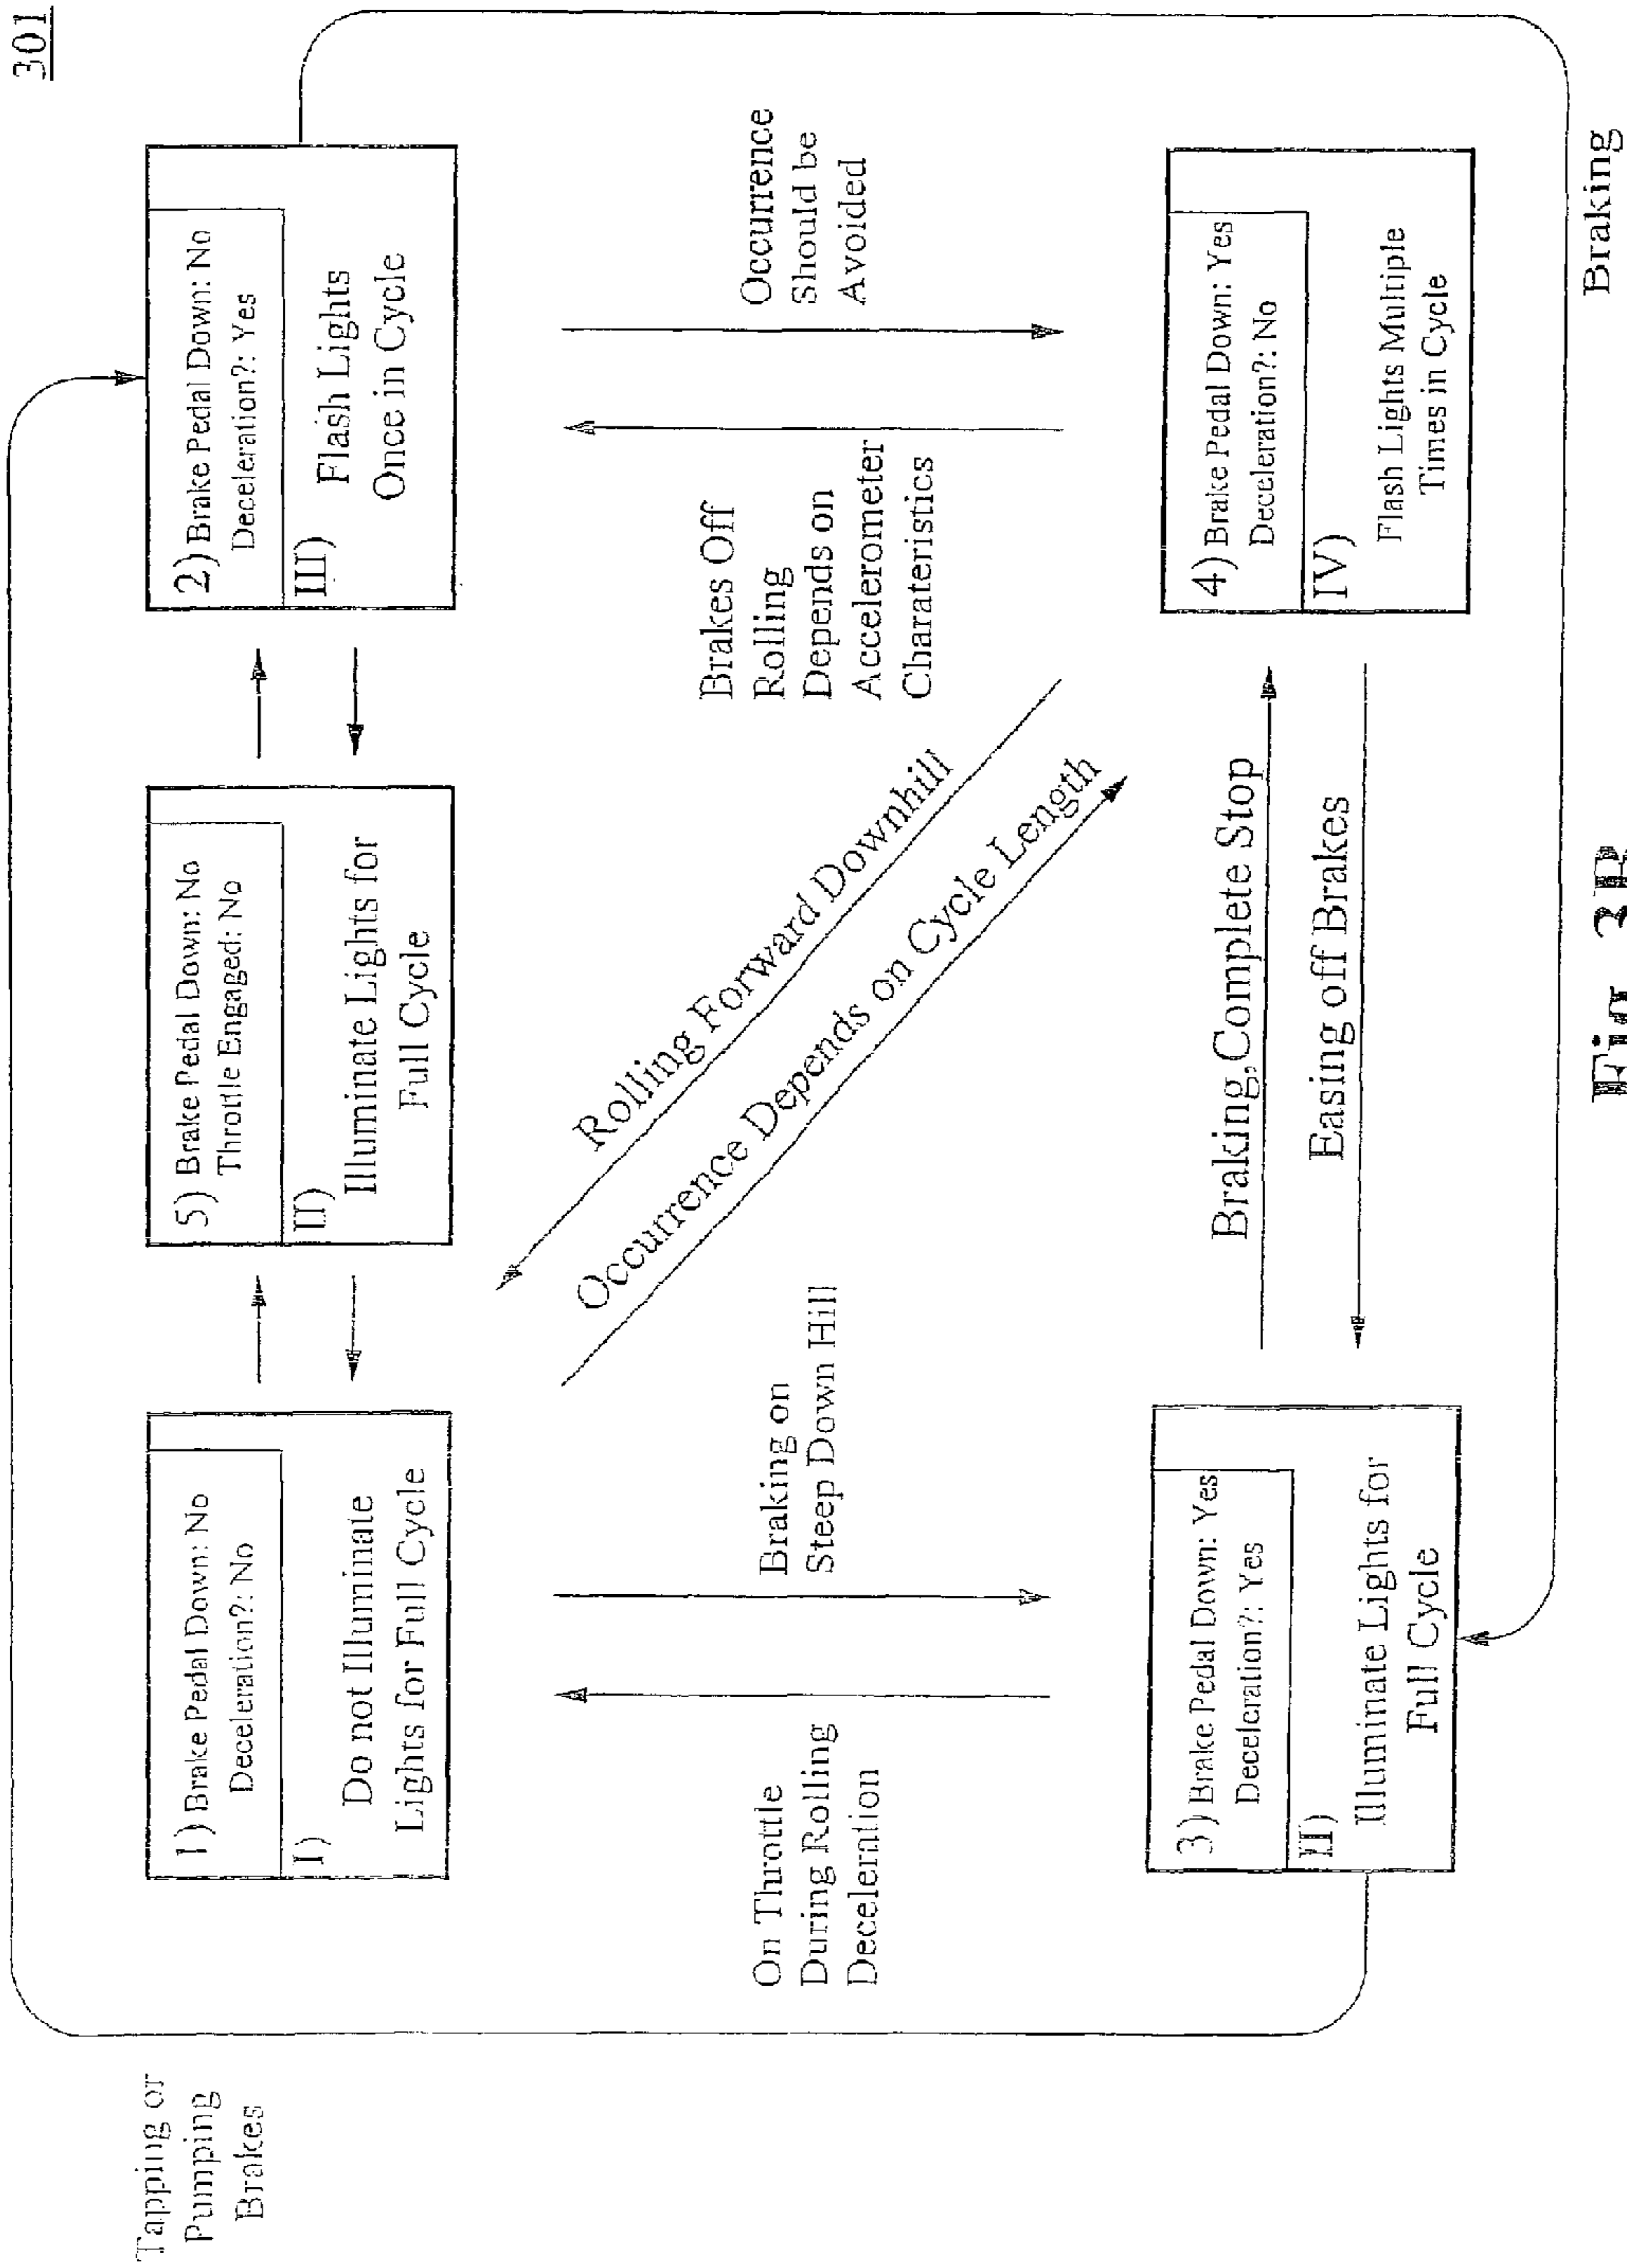 301
Tapping or
Pumping
Brakes
1) Brake Pedal Down: No
Deceleration?: No
I)
Do not Illuminate
Lights for Full Cycle
5) Brake Pedal Down: No
Throttle Engaged: No
II)
Illuminate Lights for
Full Cycle
2) Brake Pedal Down: No
Deceleration?: Yes
III)
Flash Lights
Once in Cycle
On Throttle
During Rolling
Deceleration
Braking on
Steep Down Hill
Rolling Forward Downhill
Occurrence Depends on Cycle Length
Brakes Off
Rolling
Depends on
Accelerometer
Charateristics
Occurrence
Should be
Avoided
3) Brake Pedal Down: Yes
Deceleration?: Yes
II)
Illuminate Lights for
Full Cycle
Braking, Complete Stop
Easing off Brakes
4) Brake Pedal Down: Yes
Deceleration?: No
IV)
Flash Lights Multiple
Times in Cycle
Braking
Fig. 3B